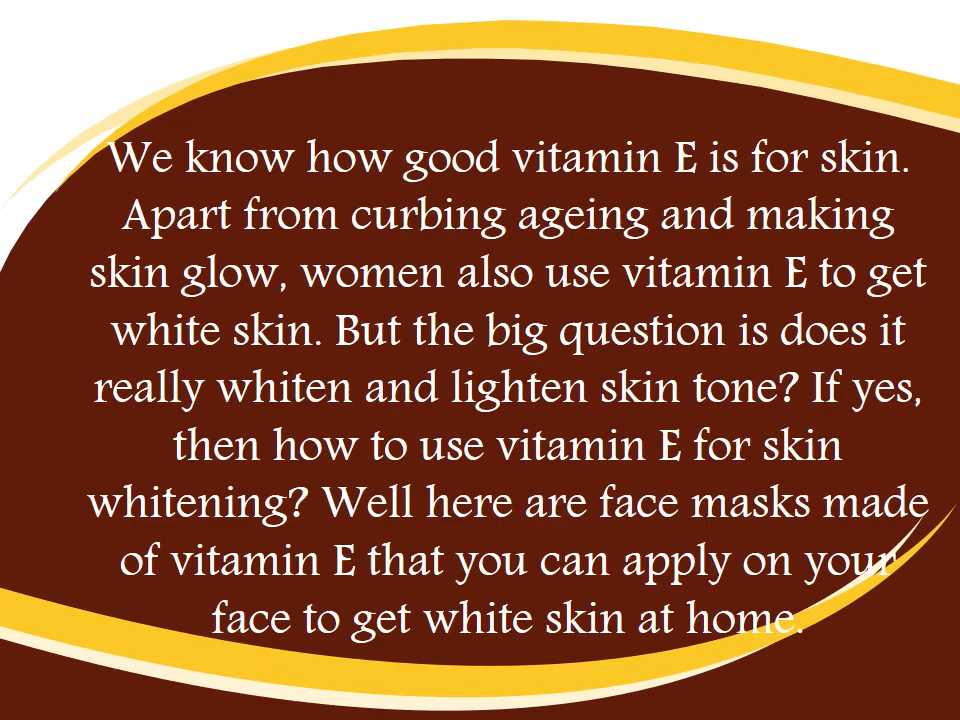 We know how good vitamin E is for skin.
Apart from curbing ageing and making
skin glow, women also use vitamin E to get
white skin. But the big question is does it
really whiten and lighten skin tone? If yes,
then how to use vitamin E for skin
whitening? Well here are face masks made
of vitamin E that you can apply on your
face to get white skin at home.